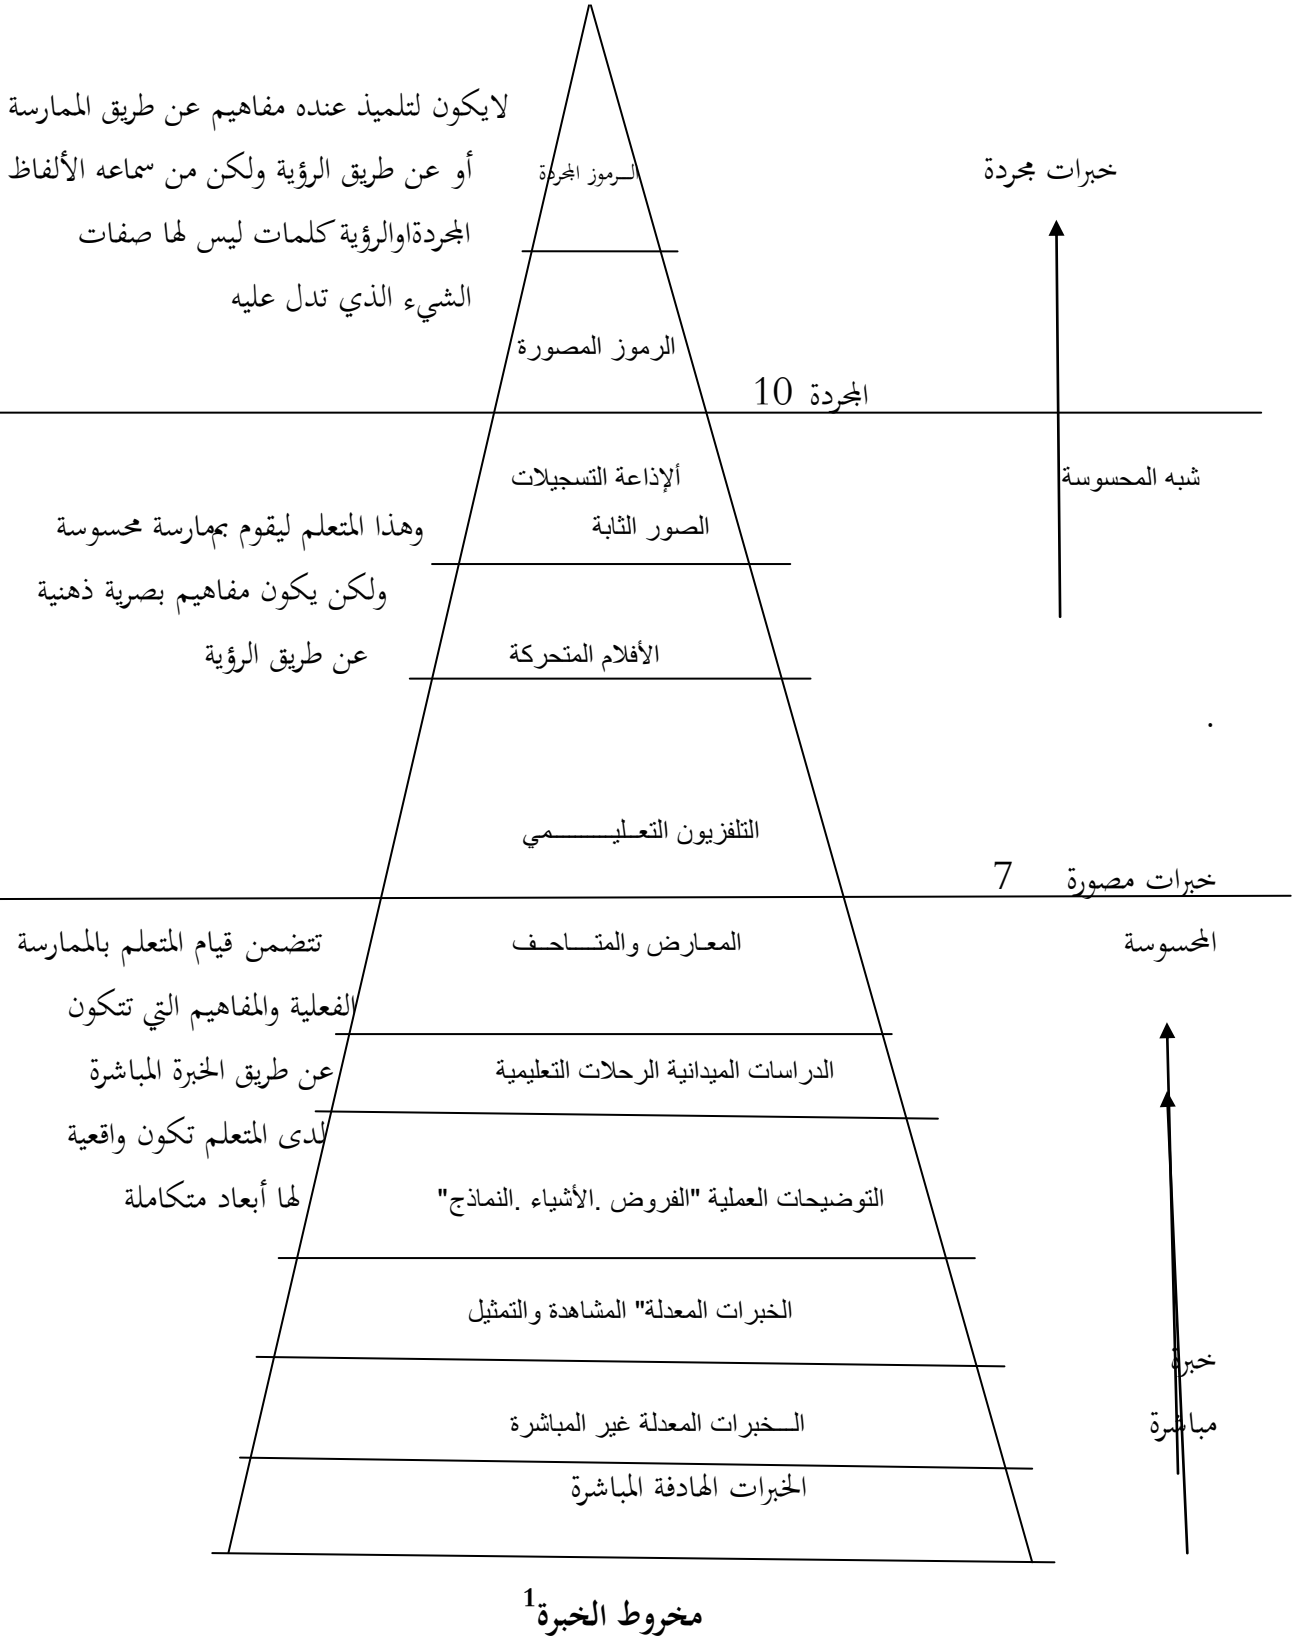 لايكون لتلميذ عنده مفاهيم عن طريق الممارسة
أو عن طريق الرؤية ولكن من سماعه الألفاظ
المجردةاوالرؤية كلمات ليس لها صفات
الشيء الذي تدل عليه
الـرموز المجردة
خبرات مجردة
الرموز المصورة
المجردة 10
ألإذاعة التسجيلات
شبه المحسوسة
الصور الثابة
وهذا المتعلم ليقوم بممارسة محسوسة
ولكن يكون مفاهيم بصرية ذهنية
عن طريق الرؤية
الأفلام المتحركة
.
التلفزيون التعـليـــــــمي
خبرات مصورة 7
المعـارض والمتـــاحـف
المحسوسة
تتضمن قيام المتعلم بالممارسة
الفعلية والمفاهيم التي تتكون
عن طريق الخبرة المباشرة
لدى المتعلم تكون واقعية
لها أبعاد متكاملة
الدراسات الميدانية الرحلات التعليمية
التوضيحات العملية "الفروض .الأشياء .النماذج"
الخبرات المعدلة" المشاهدة والتمثيل
خبرة
مباشرة
الــخبرات المعدلة غير المباشرة
الخبرات الهادفة المباشرة
مخروط الخبرة1